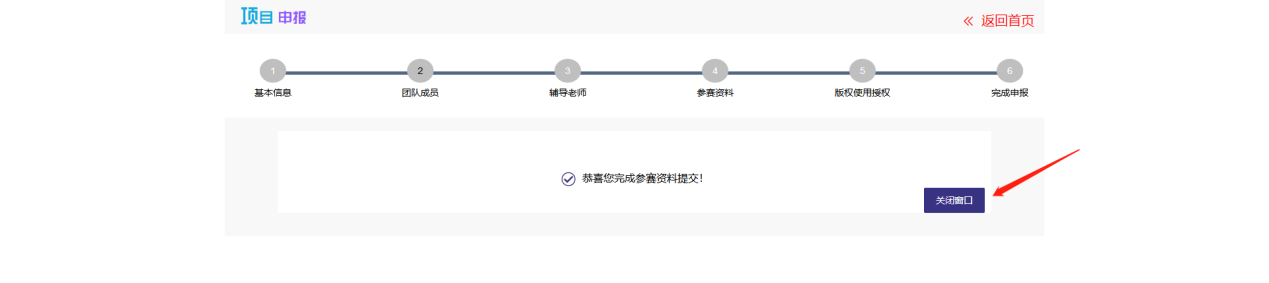 项目 申报
« 返回首页
1 2 3 4 5 6
基本信息 团队成员 辅导老师 参赛资料 版权使用授权 完成申报
恭喜您完成参赛资料提交！
关闭窗口